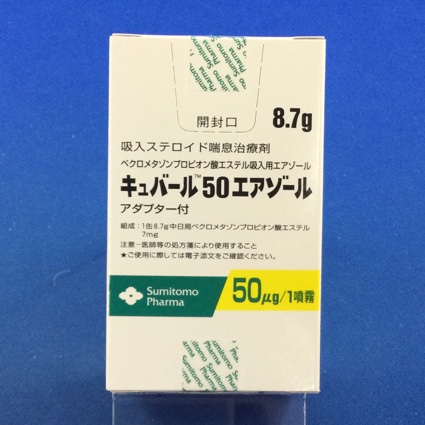 Sumitomo
Pharma
開封口
8.7g
吸入ステロイド喘息治療剤
ベクロメタゾンプロピオン酸エステル吸入用エアゾール
キュバール™50エアゾール
アダプター付
組成:1缶8.7g中日局ベクロメタゾンプロピオン酸エステル
7mg
注意-医師等の処方箋により使用すること
★ご使用に際しては電子添文をご確認ください。
Sumitomo
Pharma
50μg/1噴霧